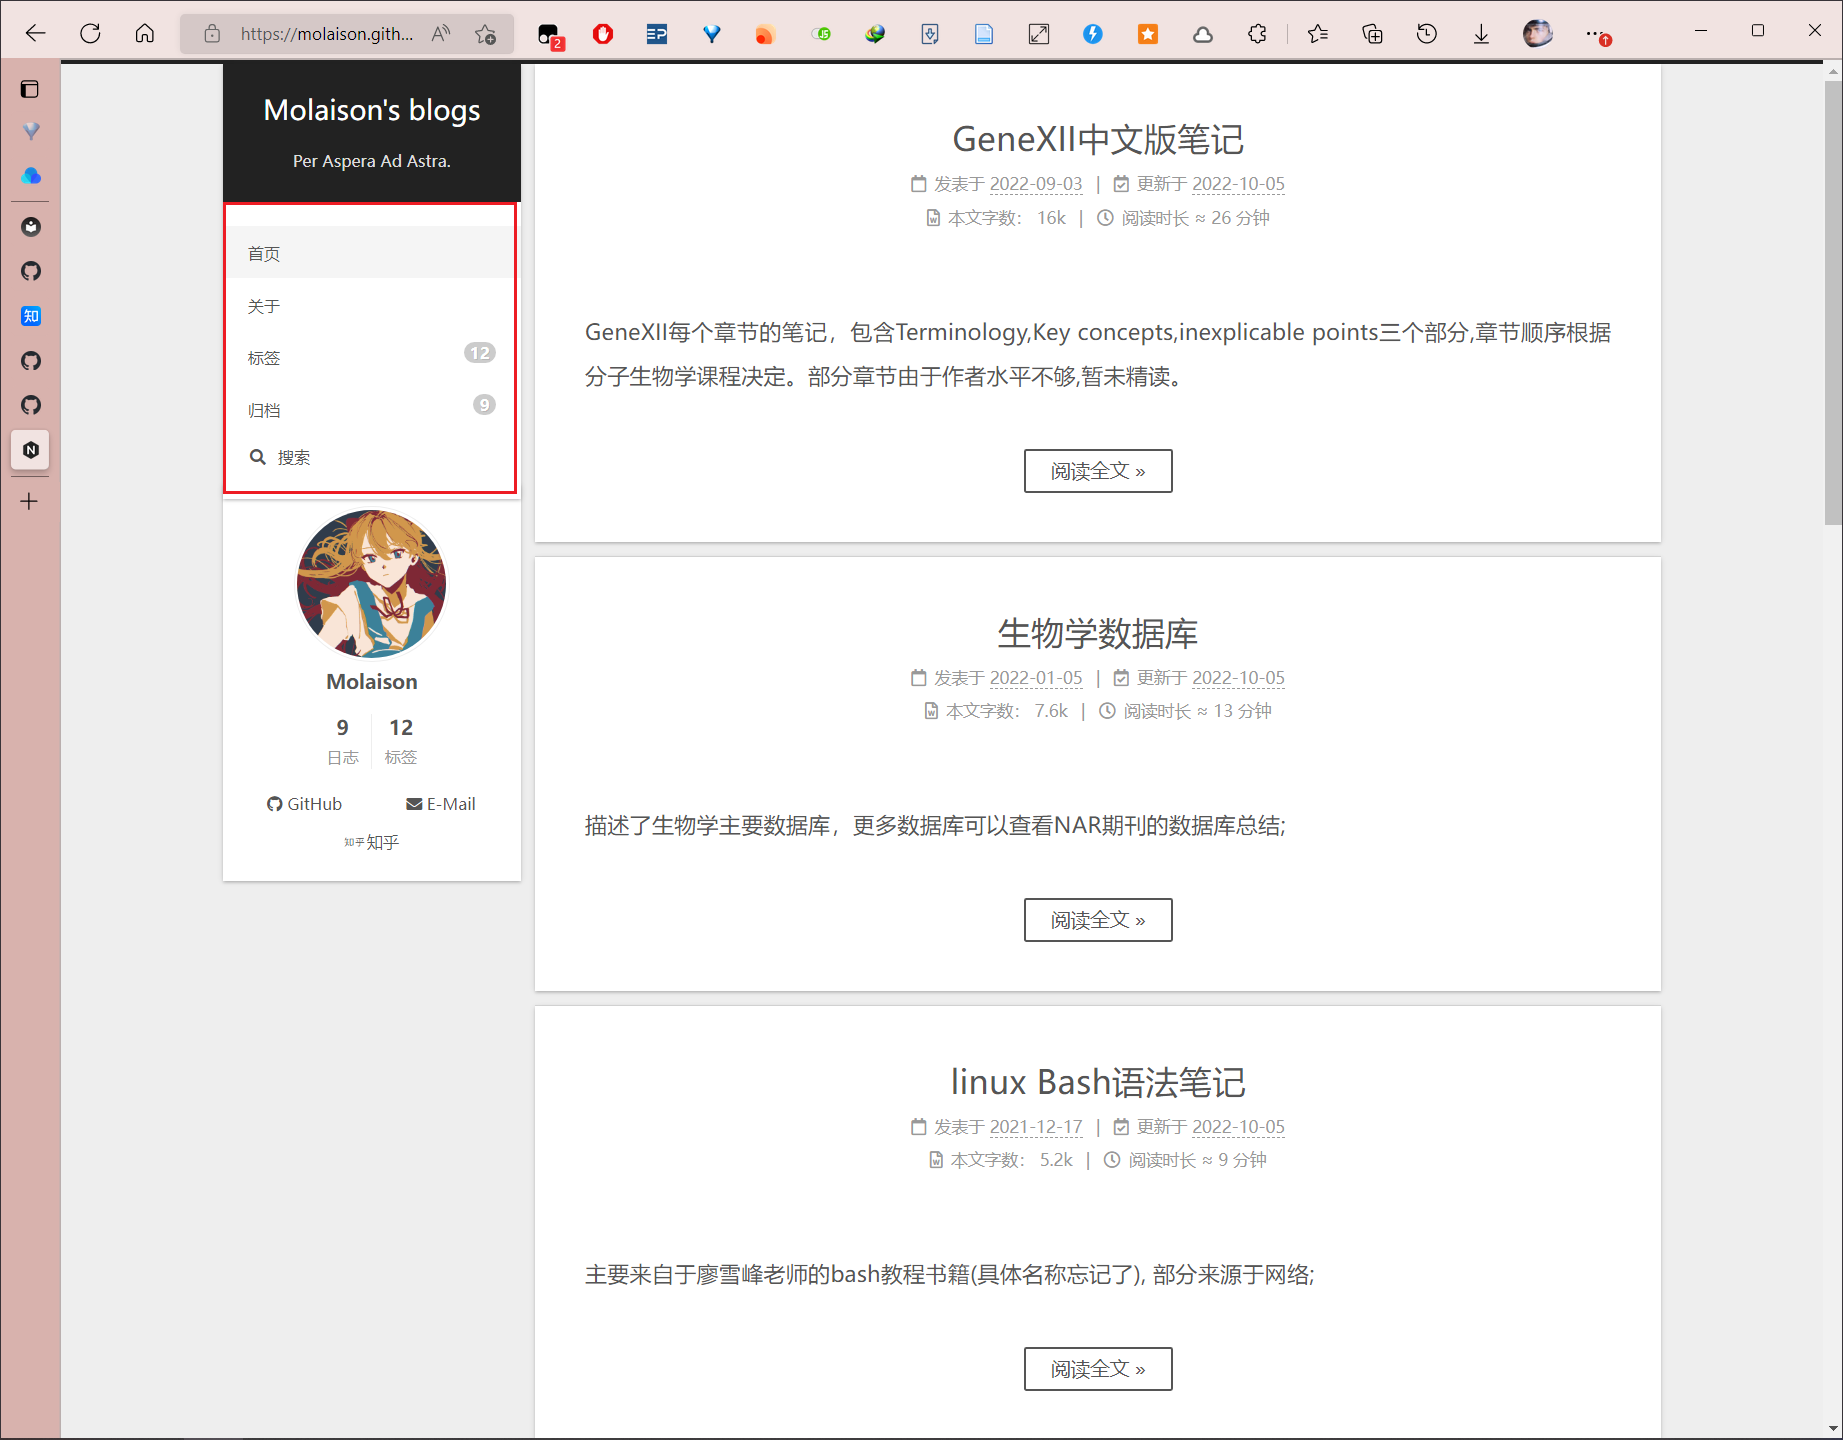 https://molaison.gith...
2
EP
JS
Molaison's blogs
Per Aspera Ad Astra.
首页
关于
标签 12
归档 9
搜索
知
N
Molaison
9 12
日志 标签
GitHub E-Mail
知乎知乎
GeneXII中文版笔记
发表于 2022-09-03 | 更新于 2022-10-05
本文字数： 16k | 阅读时长 ≈ 26 分钟
GeneXII每个章节的笔记，包含Terminology,Key concepts,inexplicable points三个部分,章节顺序根据
分子生物学课程决定。部分章节由于作者水平不够,暂未精读。
阅读全文 »
生物学数据库
发表于 2022-01-05 | 更新于 2022-10-05
本文字数： 7.6k | 阅读时长 ≈ 13 分钟
描述了生物学主要数据库，更多数据库可以查看NAR期刊的数据库总结;
阅读全文 »
linux Bash语法笔记
发表于 2021-12-17 | 更新于 2022-10-05
本文字数： 5.2k | 阅读时长 ≈ 9 分钟
主要来自于廖雪峰老师的bash教程书籍(具体名称忘记了), 部分来源于网络;
阅读全文 »